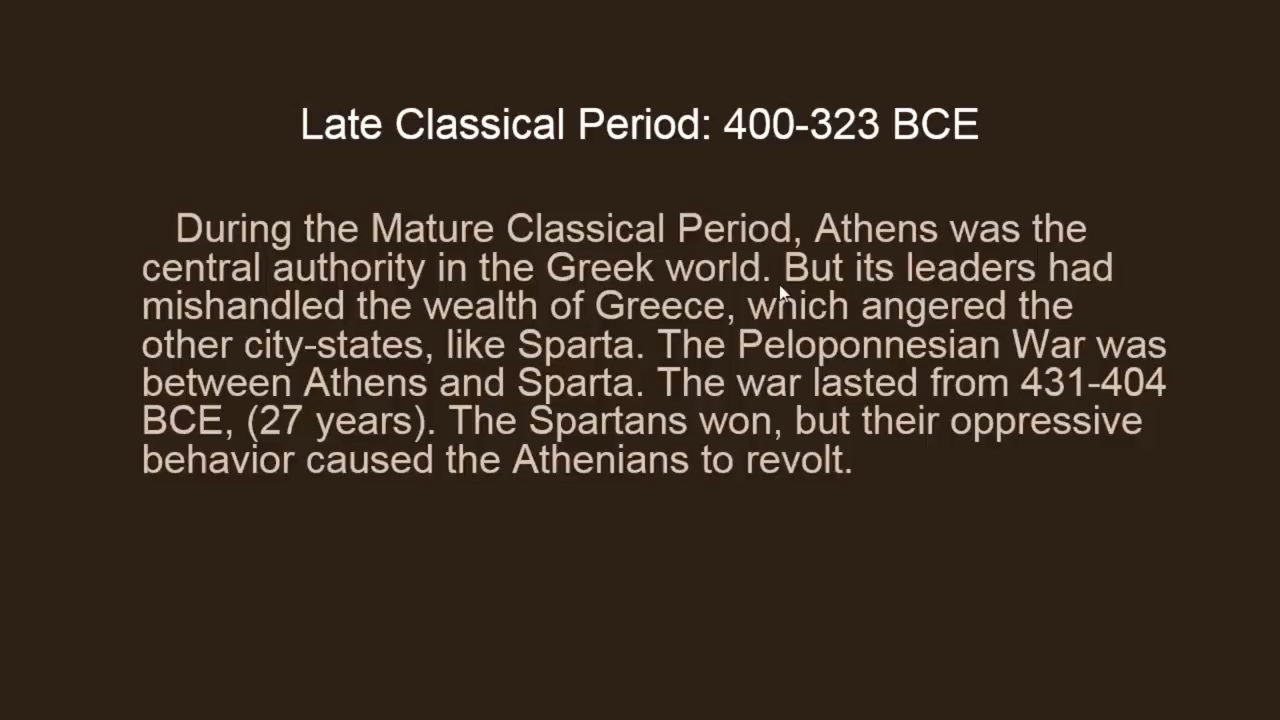 Late Classical Period: 400-323 BCE
During the Mature Classical Period, Athens was the
central authority in the Greek world. But its leaders had
mishandled the wealth of Greece, which angered the
other city-states, like Sparta. The Peloponnesian War was
between Athens and Sparta. The war lasted from 431-404
BCE, (27 years). The Spartans won, but their oppressive
behavior caused the Athenians to revolt.